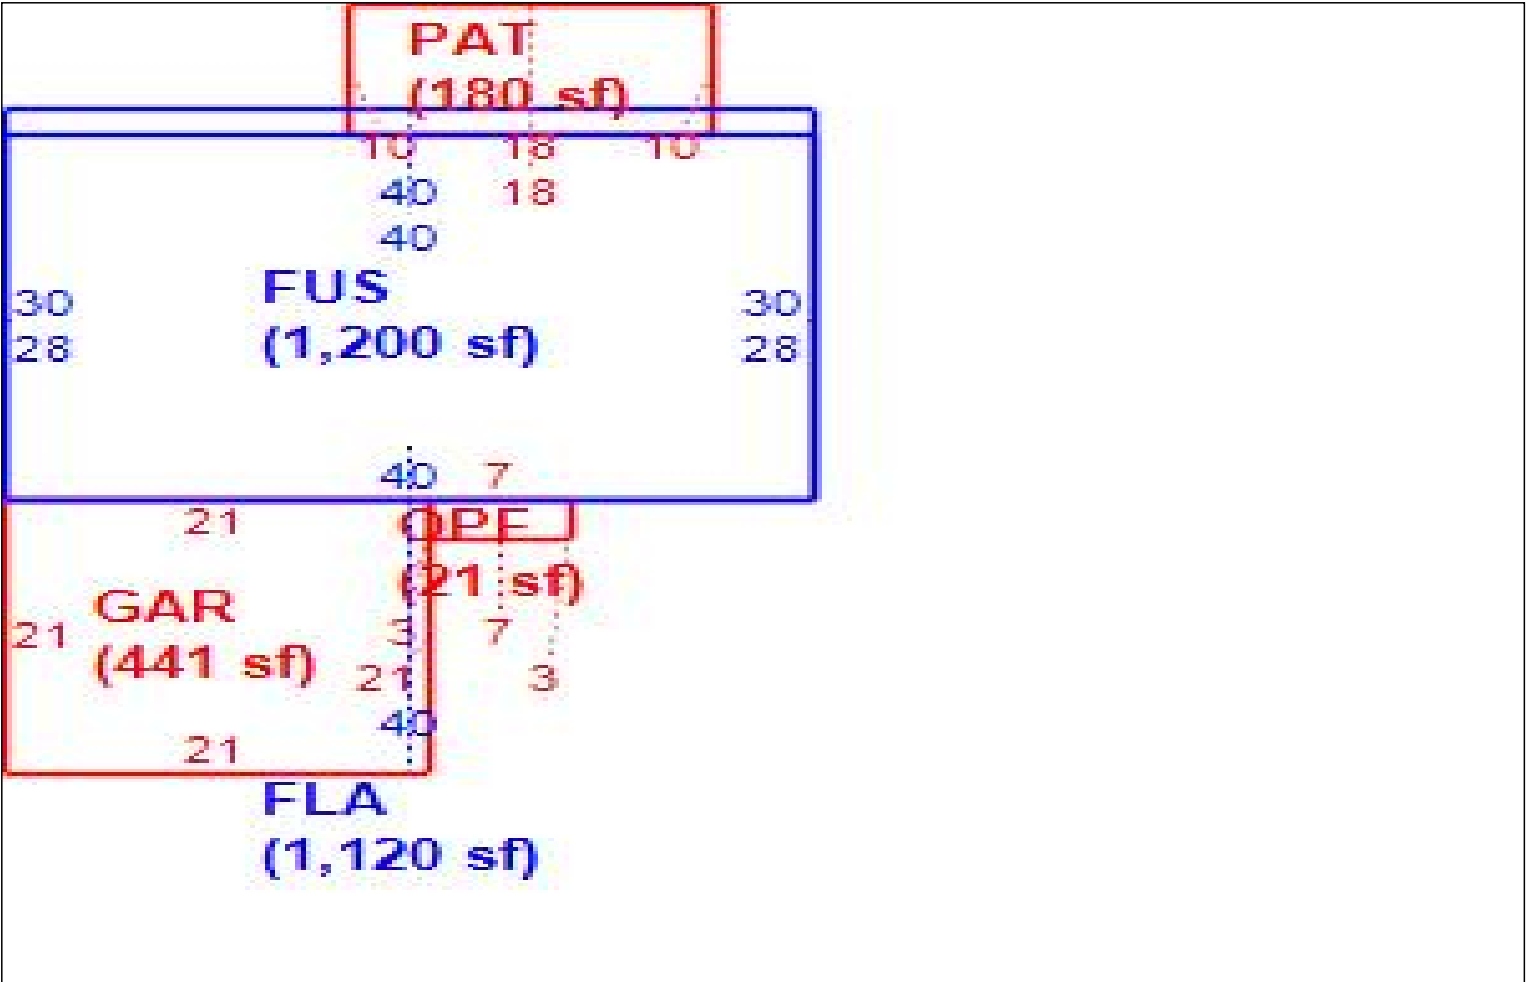 PAT
(180 sf)
10 18 10
40 18
40
FUS
30 30
(1,200 sf)
28 28
40 7
21 OPF
(21 sf)
GAR
21 3 7
(441 sf)
21 3
40
21
FLA
(1,120 sf)